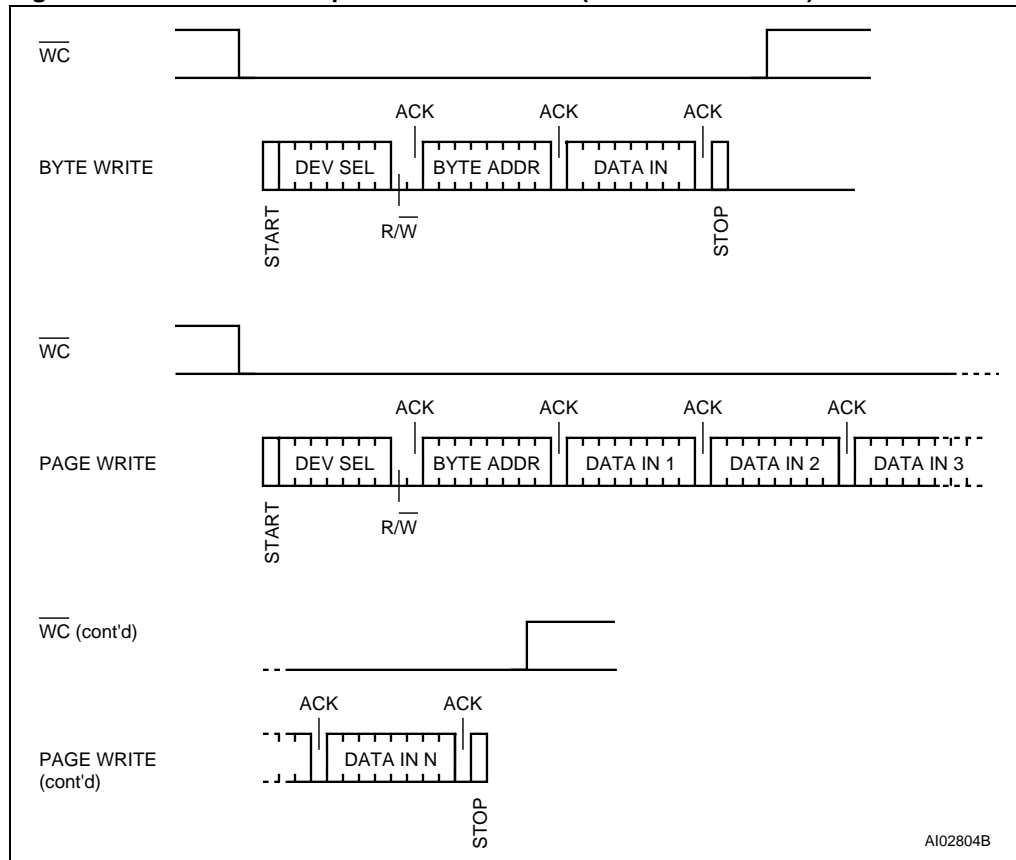 WC
ACK ACK ACK
BYTE WRITE DEV SEL BYTE ADDR DATA IN
R/W
START
STOP
WC
ACK ACK ACK ACK
PAGE WRITE DEV SEL BYTE ADDR DATA IN 1 DATA IN 2 DATA IN 3
R/W
START
WC (cont'd)
ACK ACK
PAGE WRITE DATA IN N
(cont'd)
STOP
AI02804B